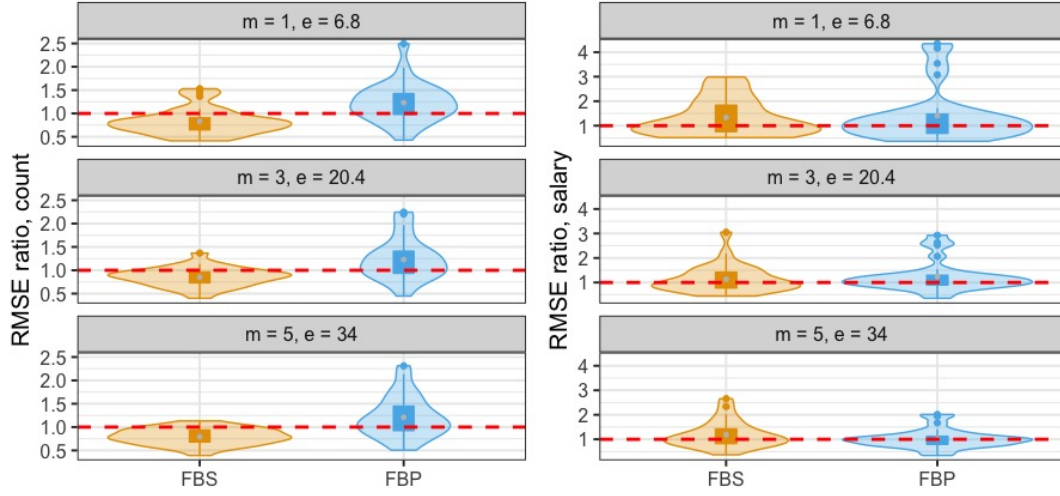 RMSE ratio, count
m = 1, e = 6.8
2.5
2.0
1.5
1.0
0.5
m = 3, e = 20.4
2.5
2.0
1.5
1.0
0.5
m = 5, e = 34
2.5
2.0
1.5
1.0
0.5
FBS FBP
RMSE ratio, salary
m = 1, e = 6.8
4
3
2
1
m = 3, e = 20.4
4
3
2
1
m = 5, e = 34
4
3
2
1
FBS FBP